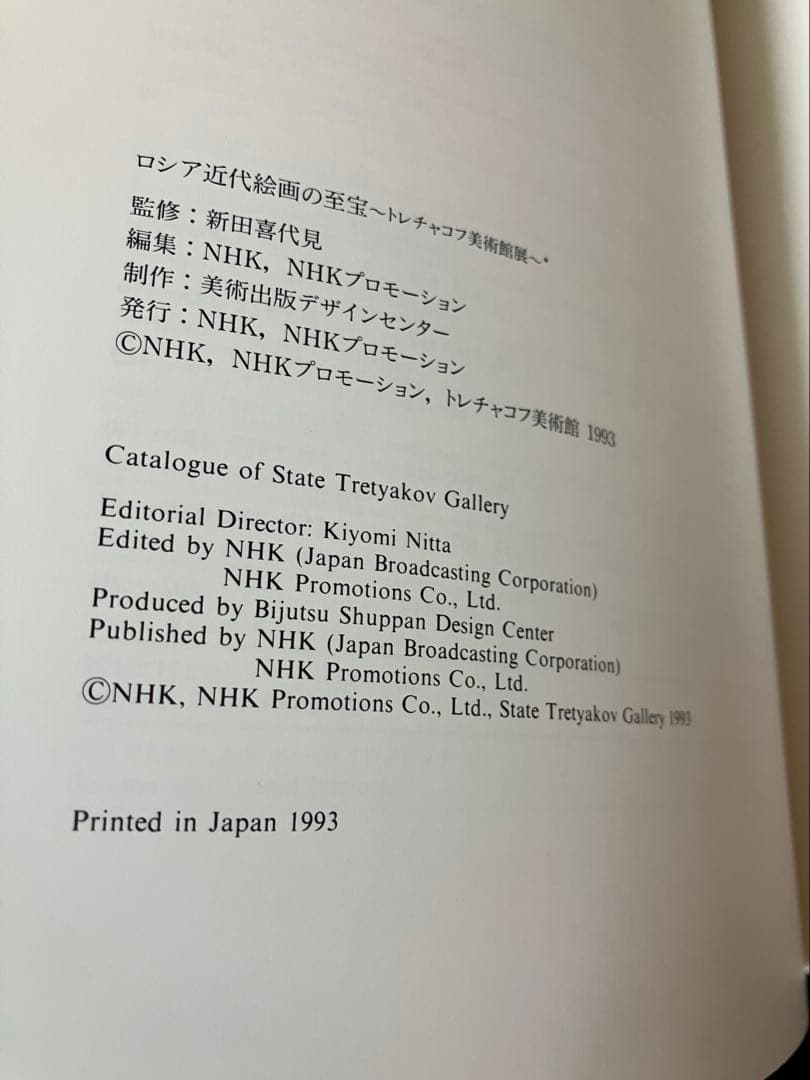 ロシア近代絵画の至宝～トレチャコフ美術館展～
監修：新田喜代見
編集：NHK，NHKプロモーション
制作：美術出版デザインセンター
発行：NHK，NHKプロモーション
©NHK，NHKプロモーション，トレチャコフ美術館 1993
Catalogue of State Tretyakov Gallery
Editorial Director: Kiyomi Nitta
Edited by NHK (Japan Broadcasting Corporation)
NHK Promotions Co., Ltd.
Produced by Bijutsu Shuppan Design Center
Published by NHK (Japan Broadcasting Corporation)
NHK Promotions Co., Ltd.
©NHK, NHK Promotions Co., Ltd., State Tretyakov Gallery 1993
Printed in Japan 1993